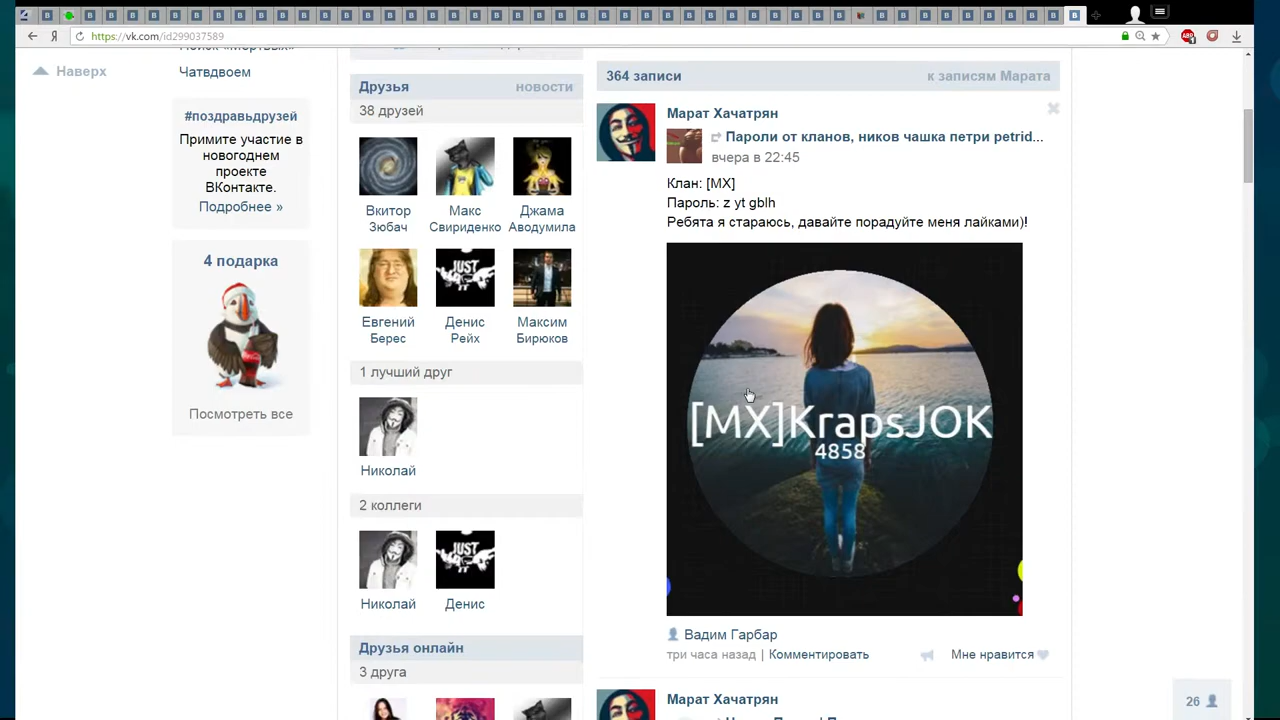 https://vk.com/id299037589
Наверх
Чатвдвоем
#поздравьдрузей
Примите участие в
новогоднем
проекте
ВКонтакте.
Подробнее »
4 подарка
Посмотреть все
Друзья
новости
38 друзей
Вкитор
Зюбач
Макс
Свириденко
Джама
Аводумила
Евгений
Берес
Денис
Рейх
Максим
Бирюков
1 лучший друг
Николай
2 коллеги
Николай
Денис
Друзья онлайн
3 друга
364 записи
к записям Марата
Марат Хачатрян
Пароли от кланов, ников чашка петри petrid...
вчера в 22:45
Клан: [MX]
Пароль: z yt gblh
Ребята я стараюсь, давайте порадуйте меня лайками)!
[MX]KrapsJOK
4858
Вадим Гарбар
три часа назад | Комментировать
Мне нравится
Марат Хачатрян
26